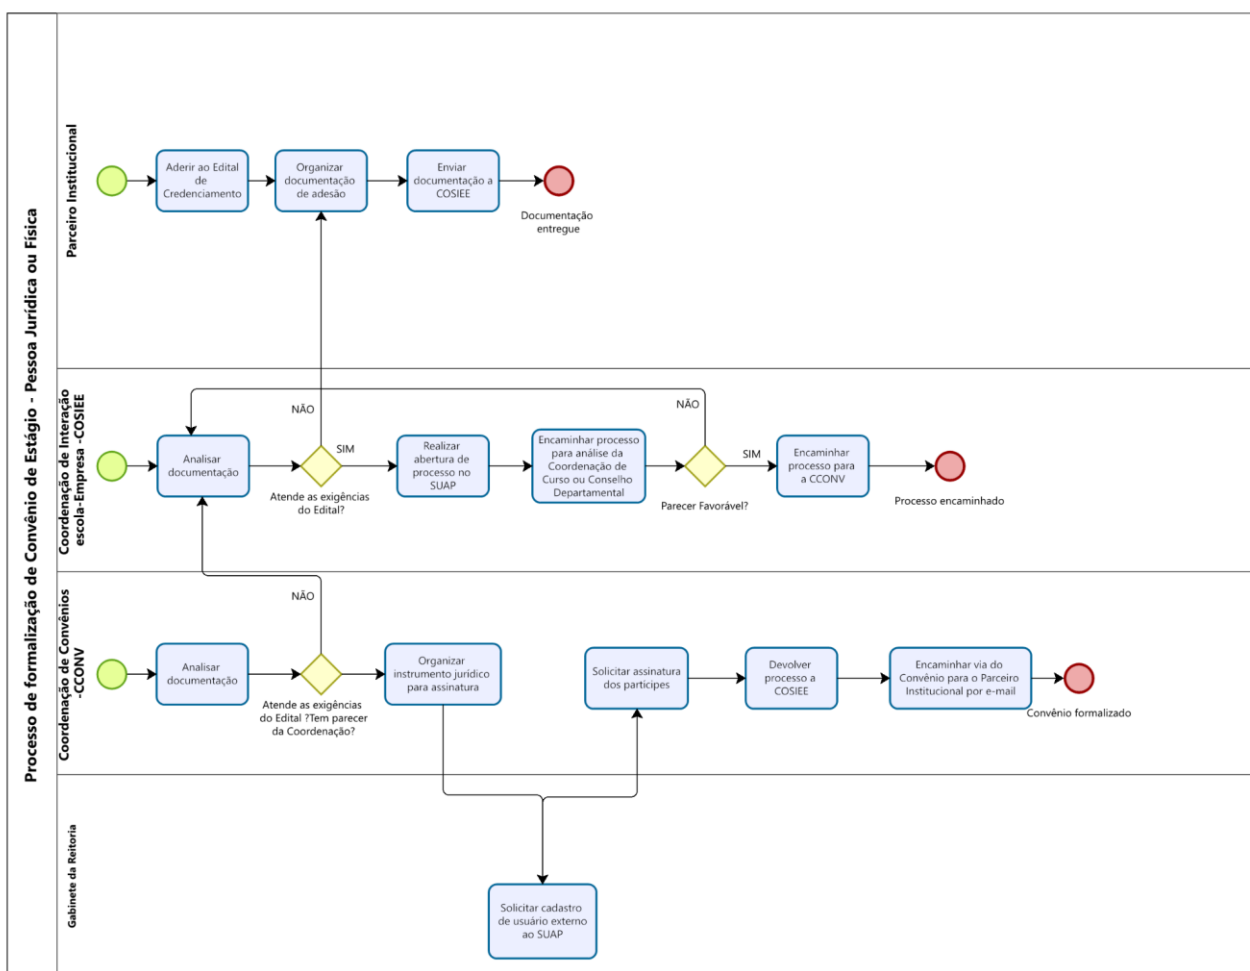 Processo de formalização de Convênio de Estágio - Pessoa Jurídica ou Física
Parceiro Institucional
Aderir ao Edital
de
Credenciamento
Organizar
documentação
de adesão
Enviar
documentação a
COSIEE
Documentação
entregue
Coordenação de Interação
escola-Empresa -COSIEE
Analisar
documentação
NÃO
SIM
Atende as exigências
do Edital?
Realizar
abertura de
processo no
SUAP
Encaminhar processo
para análise da
Coordenação de
Curso ou Conselho
Departamental
NÃO
SIM
Parecer Favorável?
Encaminhar
processo para
a CCONV
Processo encaminhado
Coordenação de Convênios
-CCONV
Analisar
documentação
NÃO
Atende as exigências
do Edital ?Tem parecer
da Coordenação?
Organizar
instrumento jurídico
para assinatura
Solicitar assinatura
dos partícipes
Devolver
processo a
COSIEE
Encaminhar via do
Convênio para o Parceiro
Institucional por e-mail
Convênio formalizado
Gabinete da Reitoria
Solicitar cadastro
de usuário externo
ao SUAP